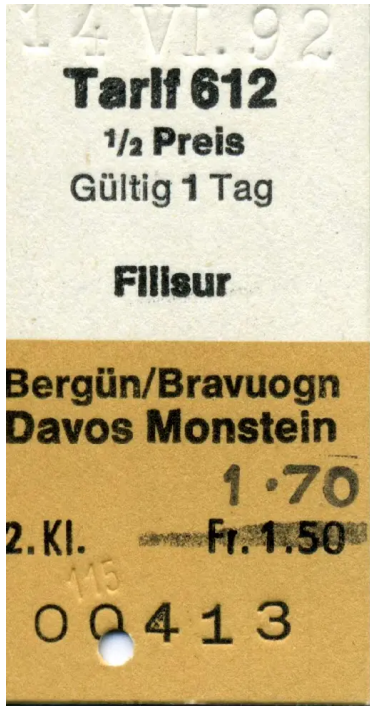 14 VI. 92
Tarif 612
1/2 Preis
Gültig 1 Tag
Filisur
Bergün/Bravuogn
Davos Monstein
1·70
2. Kl. Fr. 1.50
115
00413